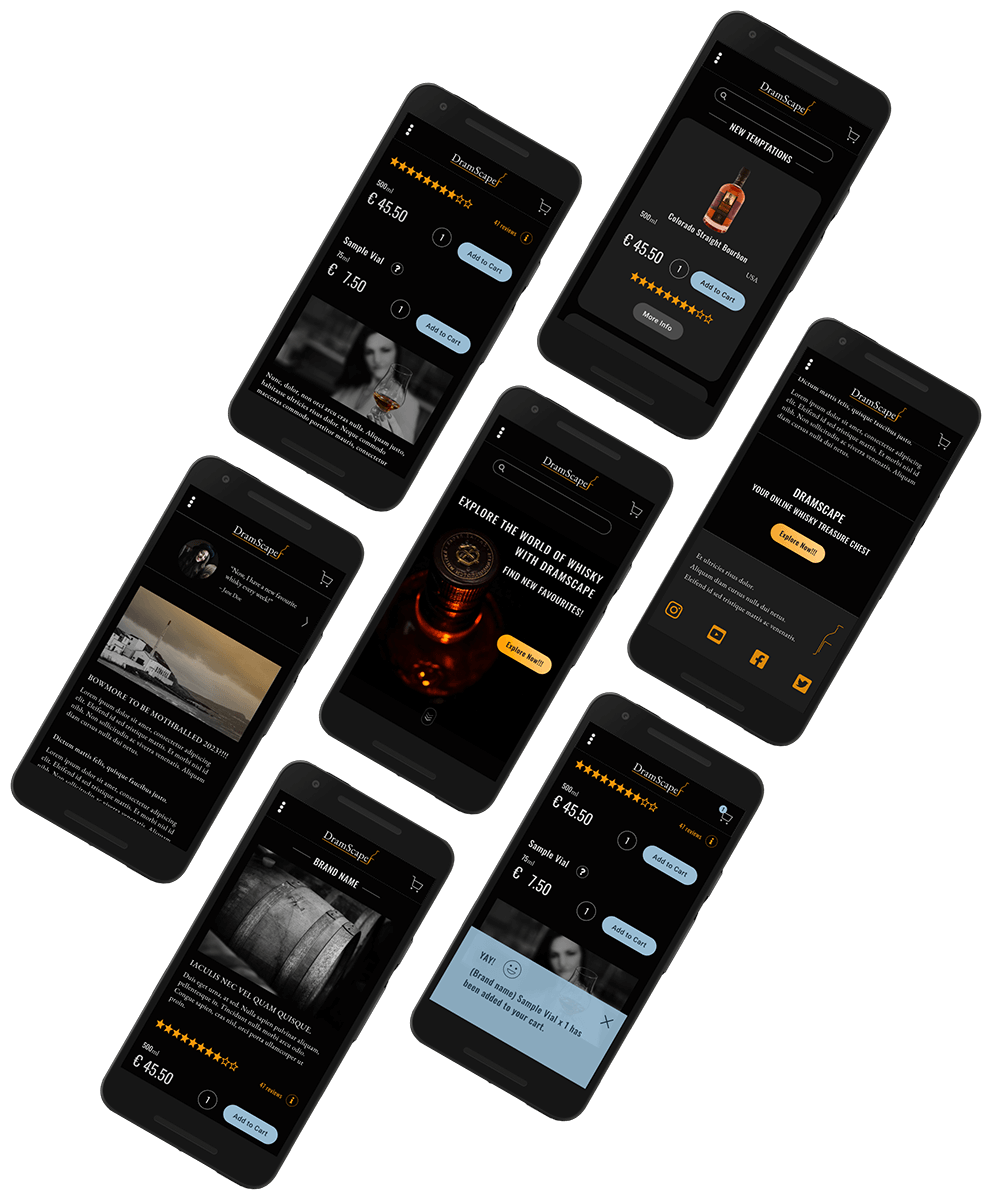 DramScape
NEW TEMPTATIONS
Colorado Straight Bourbon
500ml
USA
€ 45.50
1
Add to Cart
More Info
DramScape
500ml
€ 45.50
47 reviews
i
1
Add to Cart
Sample Vial ?
75ml
€ 7.50
1
Add to Cart
Nunc, dolor, non orci arcu cras nulla. Aliquam justo,
habitasse ultricies risus dolor. Neque commodo
maecenas commodo porttitor mauris, consectetur
Dictum mattis felis, quisque faucibus justo.
DramScape
Lorem ipsum dolor sit amet, consectetur adipiscing
elit. Eleifend id sed tristique mattis. Et morbi nisl id
nibh. Non sollicitudin ac viverra venenatis. Aliquam
diam cursus nulla dui netus.
DRAMSCAPE
YOUR ONLINE WHISKY TREASURE CHEST
Explore Now!!!
Et ultricies risus dolor.
Aliquam diam cursus nulla dui netus.
Eleifend id sed tristique mattis ac venenatis.
DramScape
EXPLORE THE WORLD OF WHISKY
WITH DRAMSCAPE
FIND NEW FAVOURITES!
Explore Now!!!
DramScape
"Now, I have a new favourite
whisky every week!"
- Jane Doe
BOWMORE TO BE MOTHBALLED 2023?!!!
Lorem ipsum dolor sit amet, consectetur adipiscing
elit. Eleifend id sed tristique mattis. Et morbi nisl id
nibh. Non sollicitudin ac viverra venenatis. Aliquam
diam cursus nulla dui netus.
Dictum mattis felis, quisque faucibus justo.
Lorem ipsum dolor sit amet, consectetur adipiscing
elit. Eleifend id sed tristique mattis. Et morbi nisl id
nibh. Non sollicitudin ac viverra venenatis. Aliquam
DramScape
500ml
€ 45.50
47 reviews
i
1
Add to Cart
Sample Vial ?
75ml
€ 7.50
1
Add to Cart
YAY!
(Brand name) Sample Vial x 1 has
been added to your cart.
DramScape
BRAND NAME
IACULIS NEC VEL QUAM QUISQUE.
Duis eget urna, at sed. Nulla sapien pulvinar aliquam,
pellentesque in. Tincidunt nulla morbi arcu odio.
Congue sapien, cras nisl, orci porta ullamcorper ut
proin.
500ml
€ 45.50
47 reviews
i
1
Add to Cart